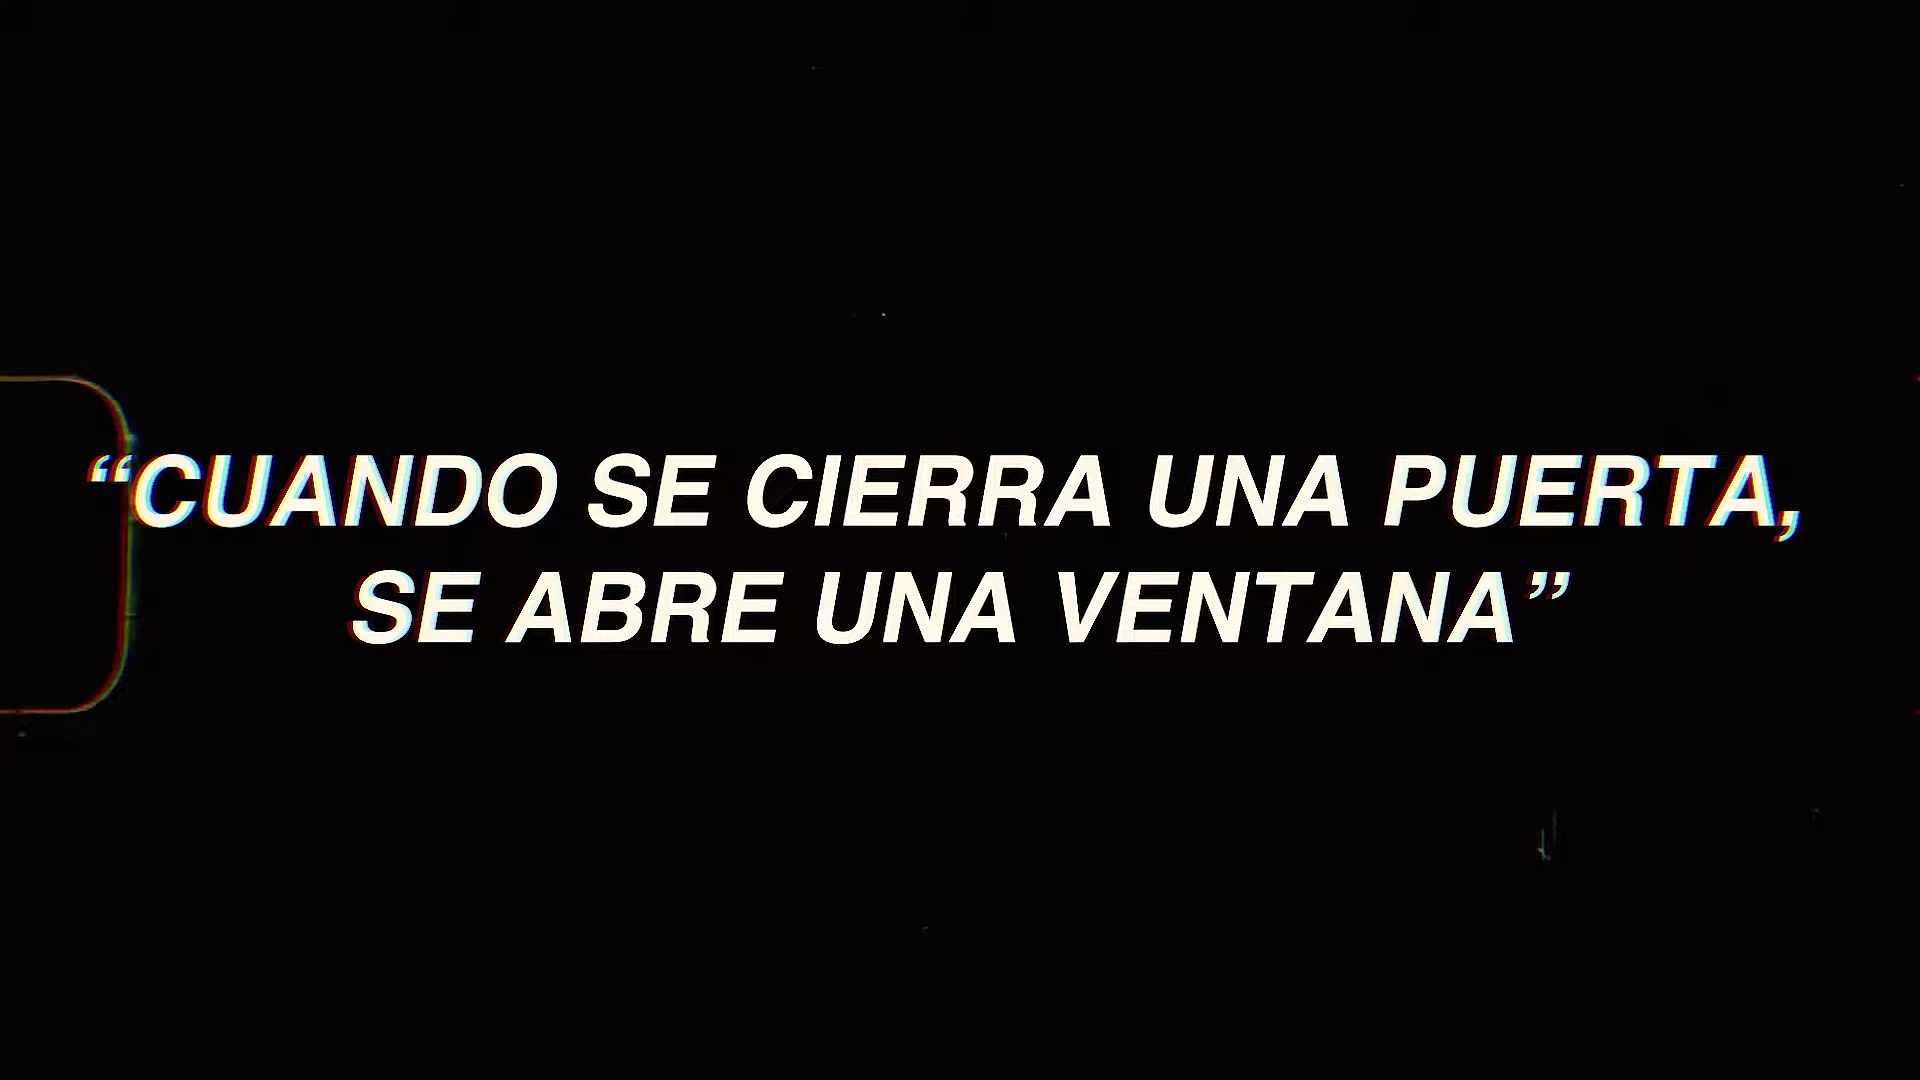 “CUANDO SE CIERRA UNA PUERTA,
SE ABRE UNA VENTANA”